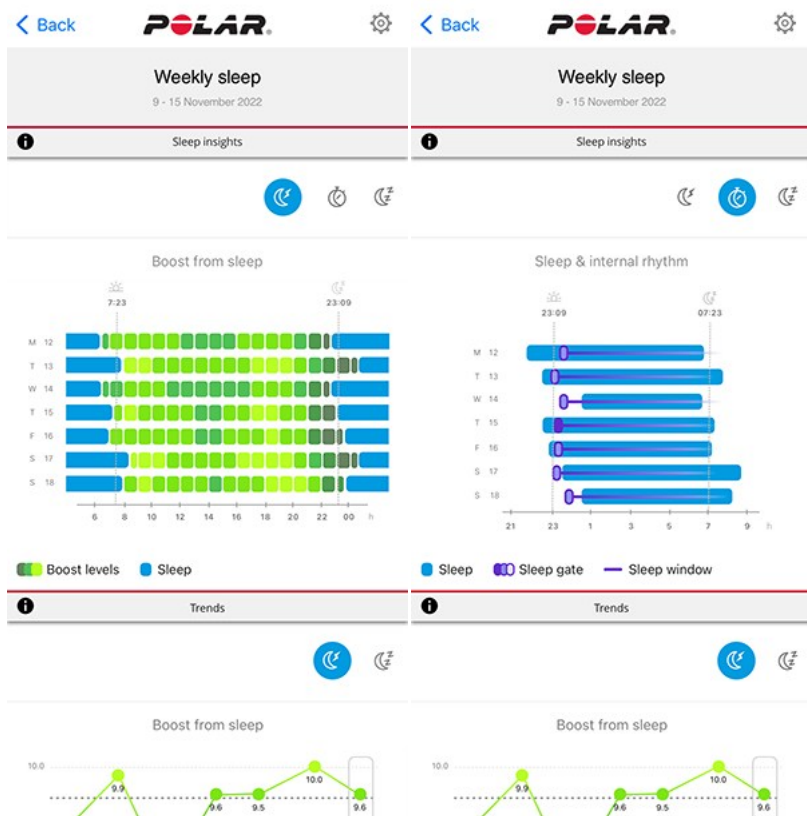 Back
POLAR.
Weekly sleep
9 - 15 November 2022
Sleep insights
Boost from sleep
7:23 23:09
M 12
T 13
W 14
T 15
F 16
S 17
S 18
6 8 10 12 14 16 18 20 22 00 h
Boost levels Sleep
Trends
Boost from sleep
10.0
9.9 9.6 9.5 10.0 9.6
Back
POLAR.
Weekly sleep
9 - 15 November 2022
Sleep insights
Sleep & internal rhythm
23:09 07:23
M 12
T 13
W 14
T 15
F 16
S 17
S 18
21 23 1 3 5 7 9 h
Sleep Sleep gate Sleep window
Trends
Boost from sleep
10.0
9.9 9.6 9.5 10.0 9.6